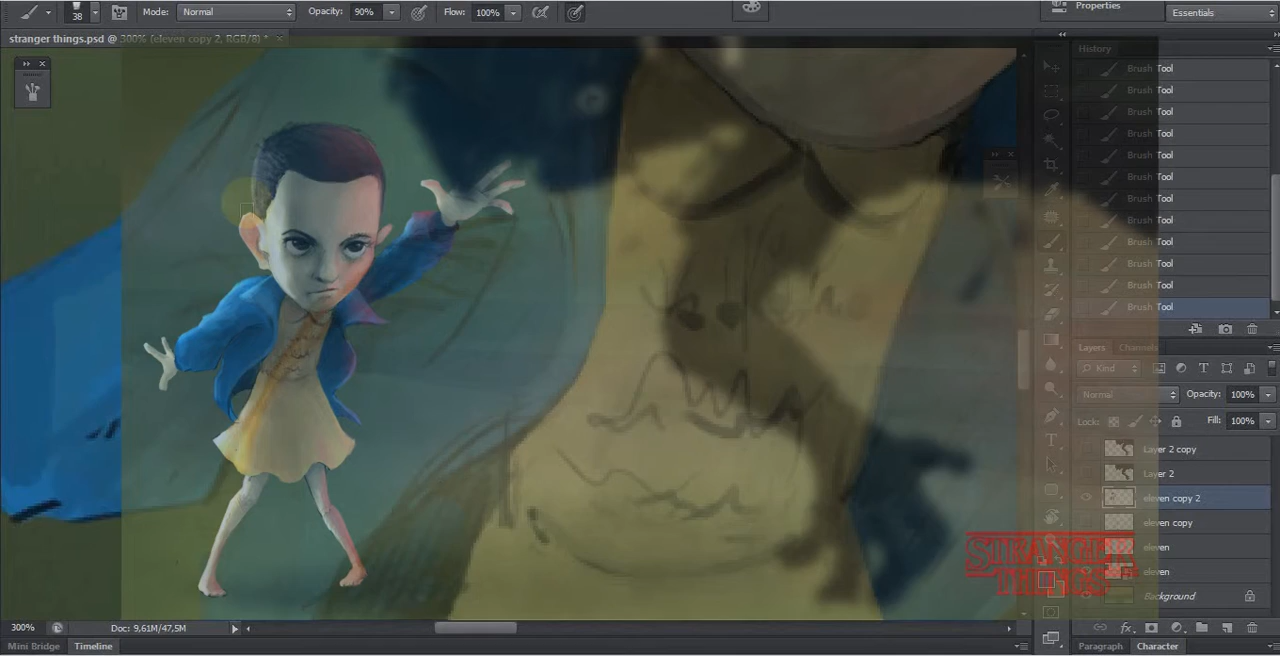 38
Mode: Normal
Opacity: 90%
Flow: 100%
Properties
Essentials
stranger things.psd @ 300% (eleven copy 2, RGB/8) * ×
History
Brush Tool
Brush Tool
Brush Tool
Brush Tool
Brush Tool
Brush Tool
Brush Tool
Brush Tool
Brush Tool
Brush Tool
Brush Tool
Brush Tool
Layers Channels
Kind
Normal Opacity: 100%
Lock: Fill: 100%
Layer 2 copy
Layer 2
eleven copy 2
eleven copy
eleven
eleven
Background
STRANGER
THINGS
300% Doc: 9,61M/47,5M
Mini Bridge Timeline
Paragraph Character